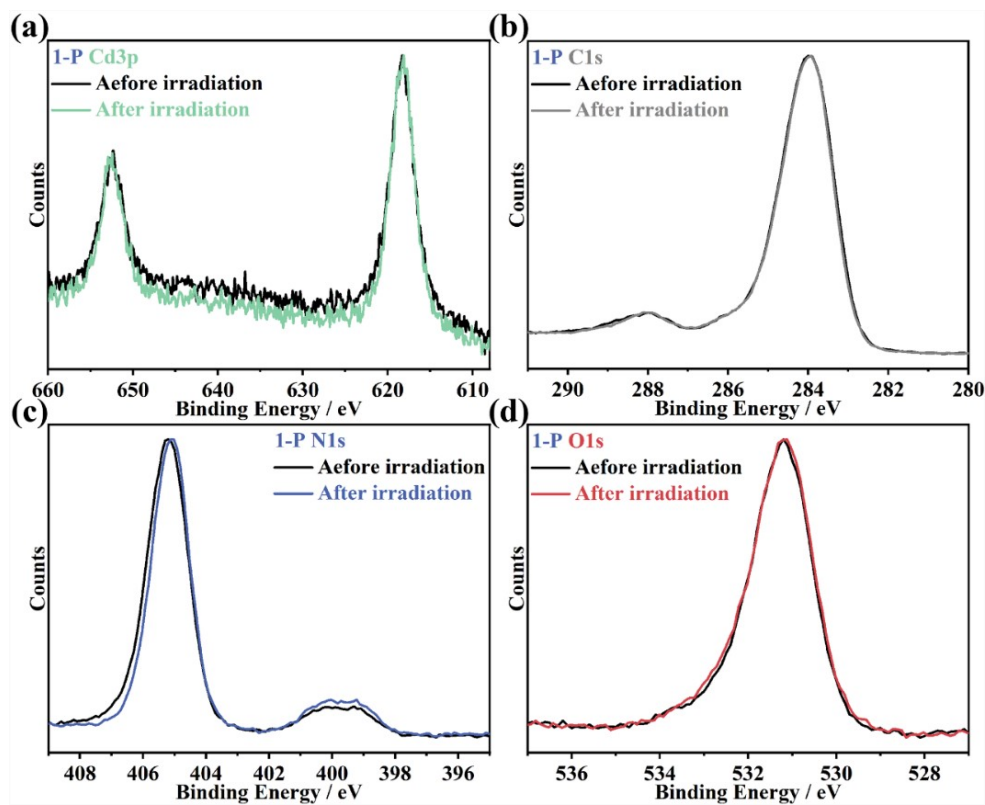 (a)
1-P Cd3p
Aefore irradiation
After irradiation
Counts
660 650 640 630 620 610
Binding Energy / eV
(b)
1-P C1s
Aefore irradiation
After irradiation
Counts
290 288 286 284 282 280
Binding Energy / eV
(c)
1-P N1s
Aefore irradiation
After irradiation
Counts
408 406 404 402 400 398 396
Binding Energy / eV
(d)
1-P O1s
Aefore irradiation
After irradiation
Counts
536 534 532 530 528
Binding Energy / eV